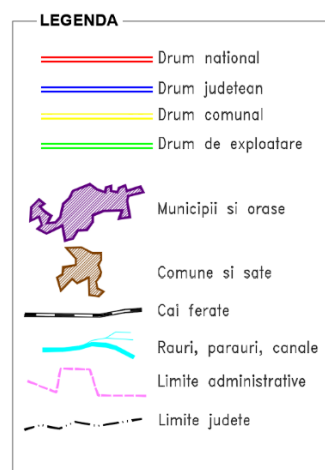 LEGENDA
Drum national
Drum judetean
Drum comunal
Drum de exploatare
Municipii si orase
Comune si sate
Cai ferate
Rauri, parauri, canale
Limite administrative
Limite judete